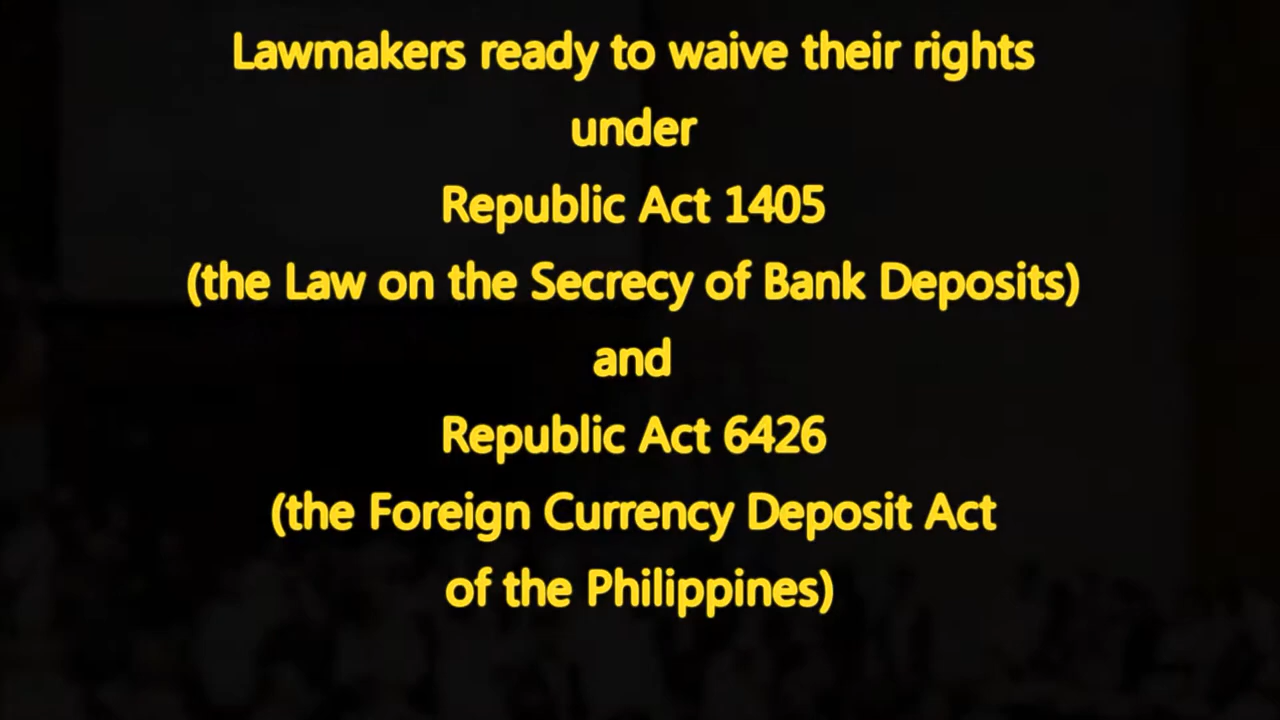 Lawmakers ready to waive their rights
under
Republic Act 1405
(the Law on the Secrecy of Bank Deposits)
and
Republic Act 6426
(the Foreign Currency Deposit Act
of the Philippines)